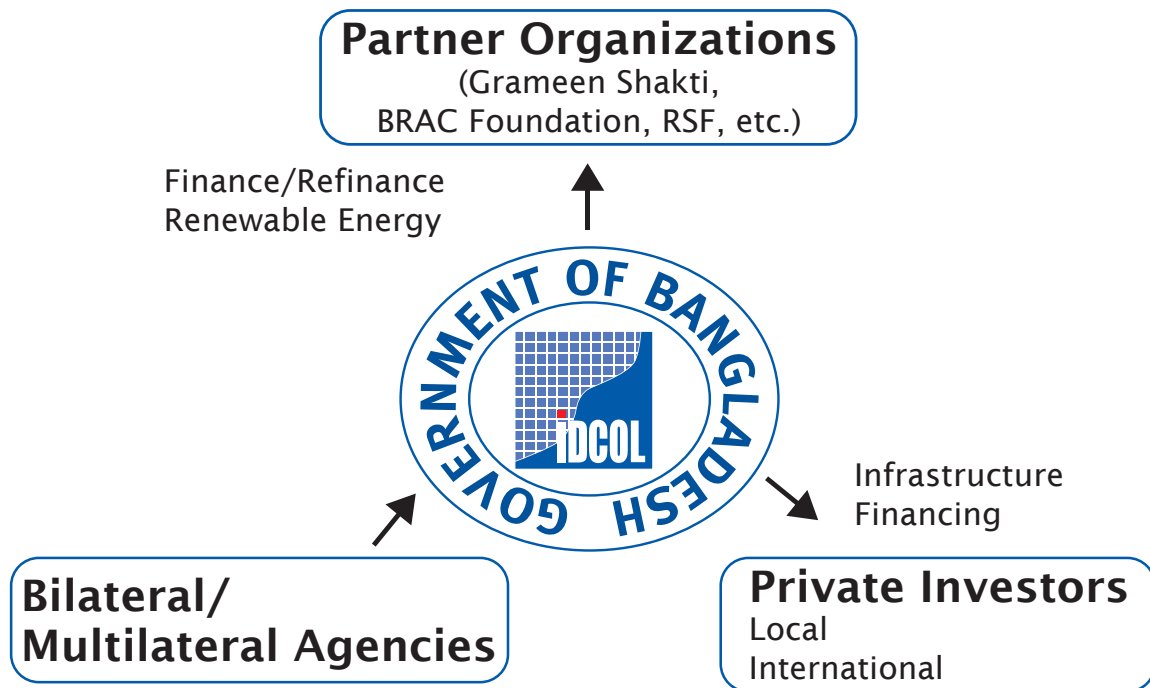 Partner Organizations
(Grameen Shakti,
BRAC Foundation, RSF, etc.)
Finance/Refinance
Renewable Energy
GOVERNMENT OF BANGLADESH
iDCOL
Infrastructure
Financing
Bilateral/
Multilateral Agencies
Private Investors
Local
International